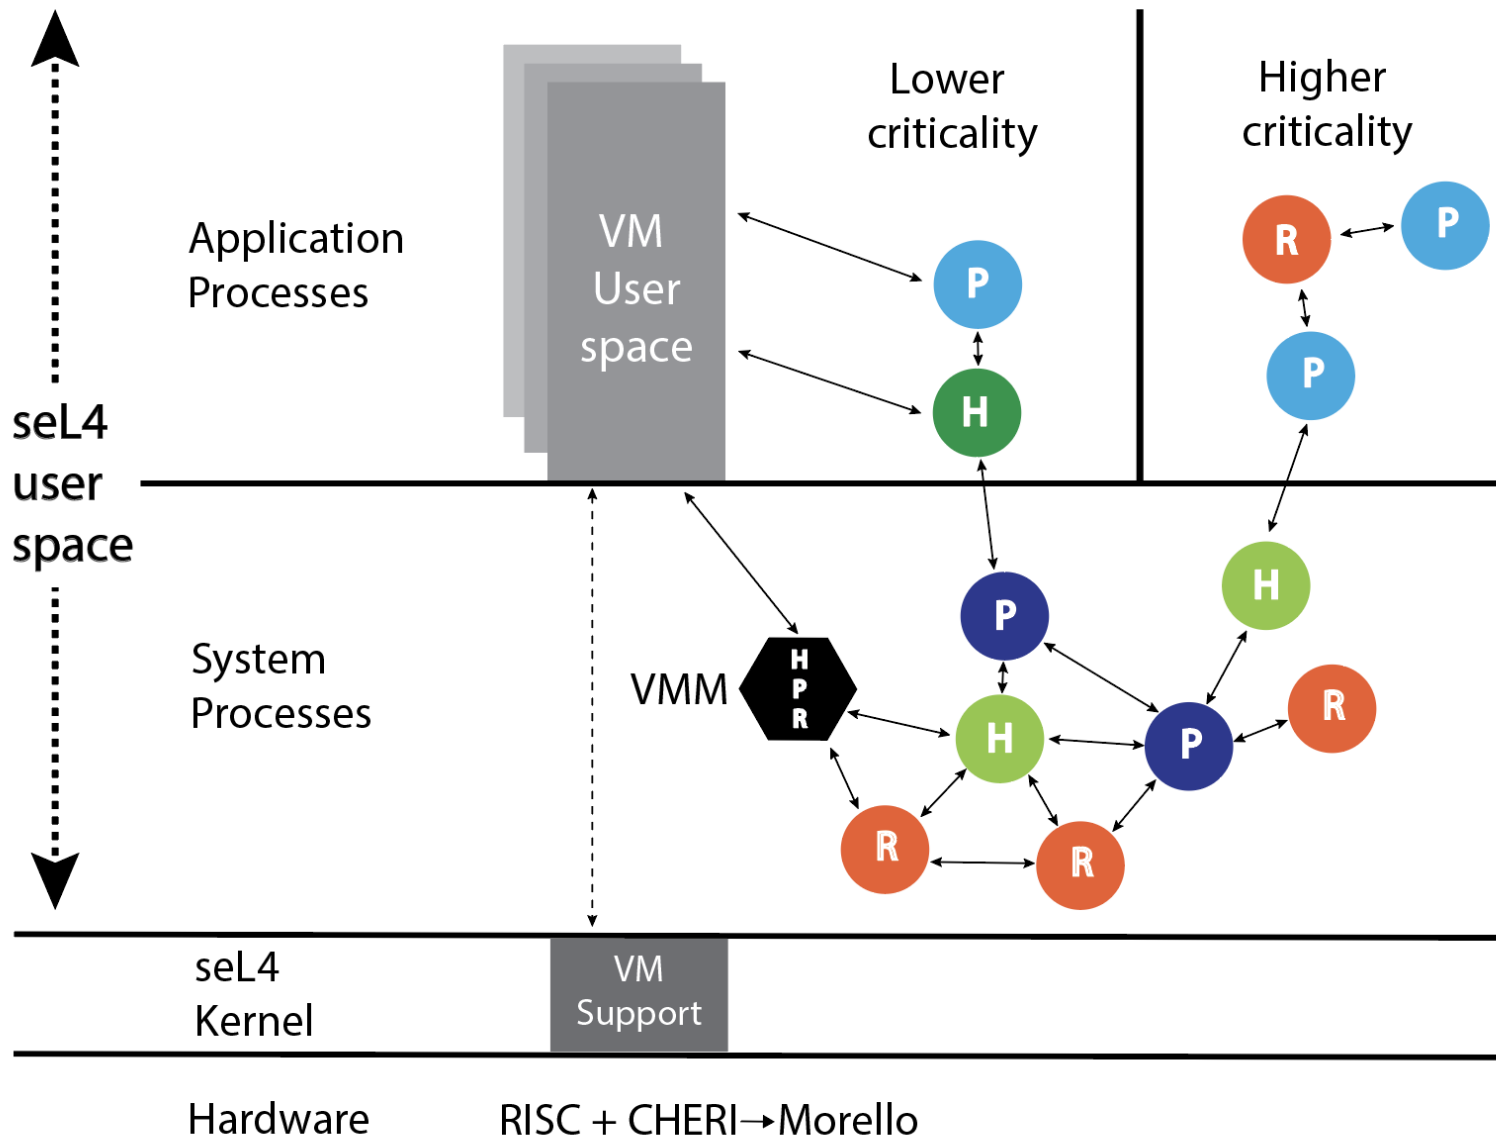 Lower
criticality
Higher
criticality
Application
Processes
VM
User
space
P
H
R
P
P
seL4
user
space
System
Processes
VMM
H
P
R
P
H
H
P
R
R
R
seL4
Kernel
VM
Support
Hardware
RISC + CHERI→Morello